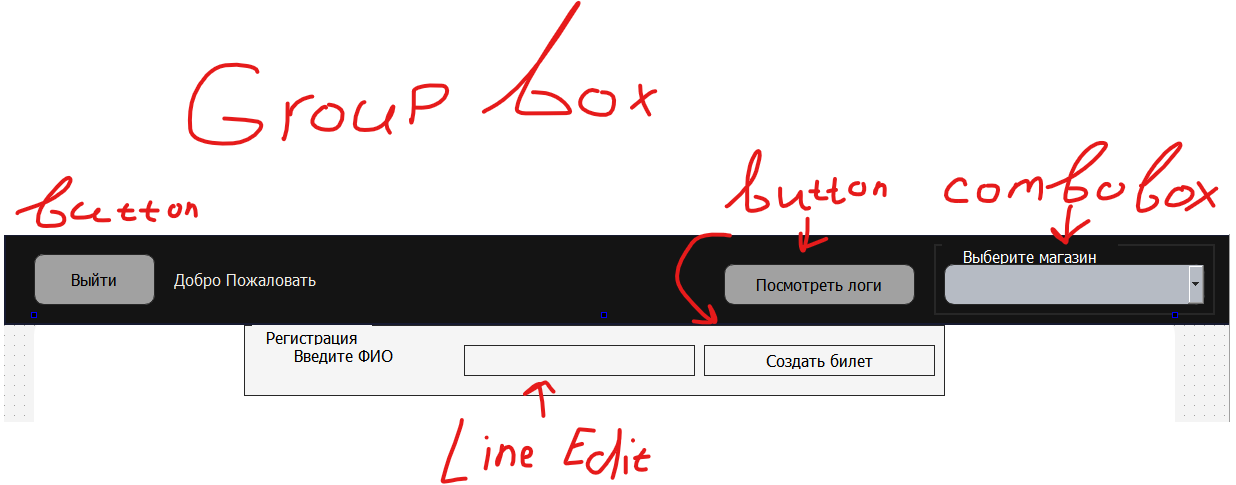 Group box
button
button
combobox
Выйти
Добро Пожаловать
Посмотреть логи
Выберите магазин
Регистрация
Введите ФИО
Создать билет
Line Edit